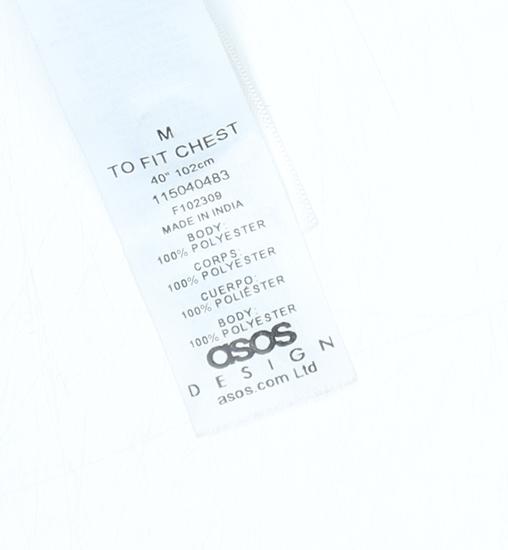 M
TO FIT CHEST
40" 102cm
115040483
F102309
MADE IN INDIA
BODY:
100% POLYESTER
CORPS:
100% POLYESTER
CUERPO:
100% POLIÉSTER
BODY:
100% POLYESTER
asos
DESIGN
asos.com Ltd